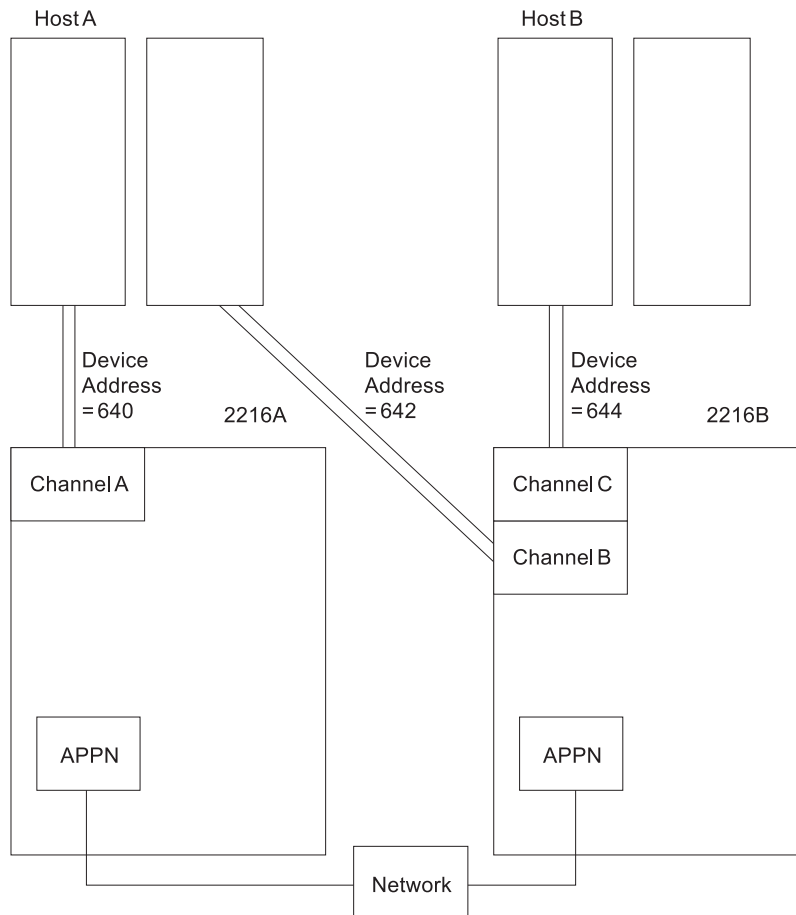 Host A
Host B
Device
Address
= 640
Device
Address
= 642
Device
Address
= 644
2216A
2216B
Channel A
Channel C
Channel B
APPN
APPN
Network